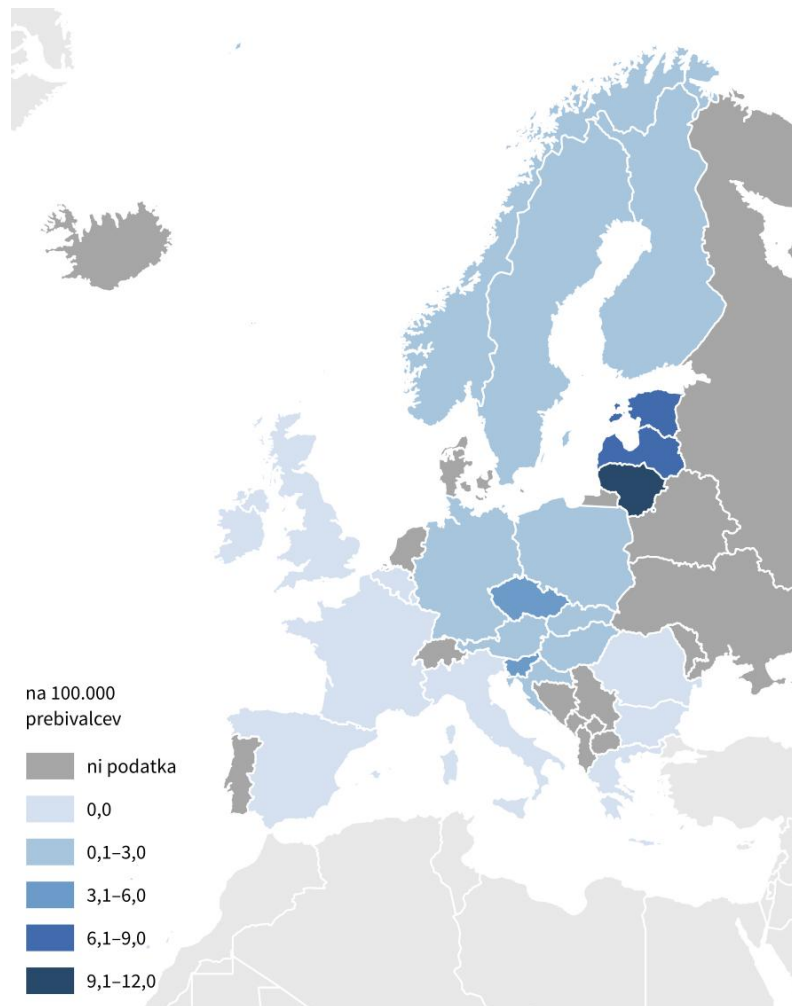 na 100.000
prebivalcev
ni podatka
0,0
0,1–3,0
3,1–6,0
6,1–9,0
9,1–12,0